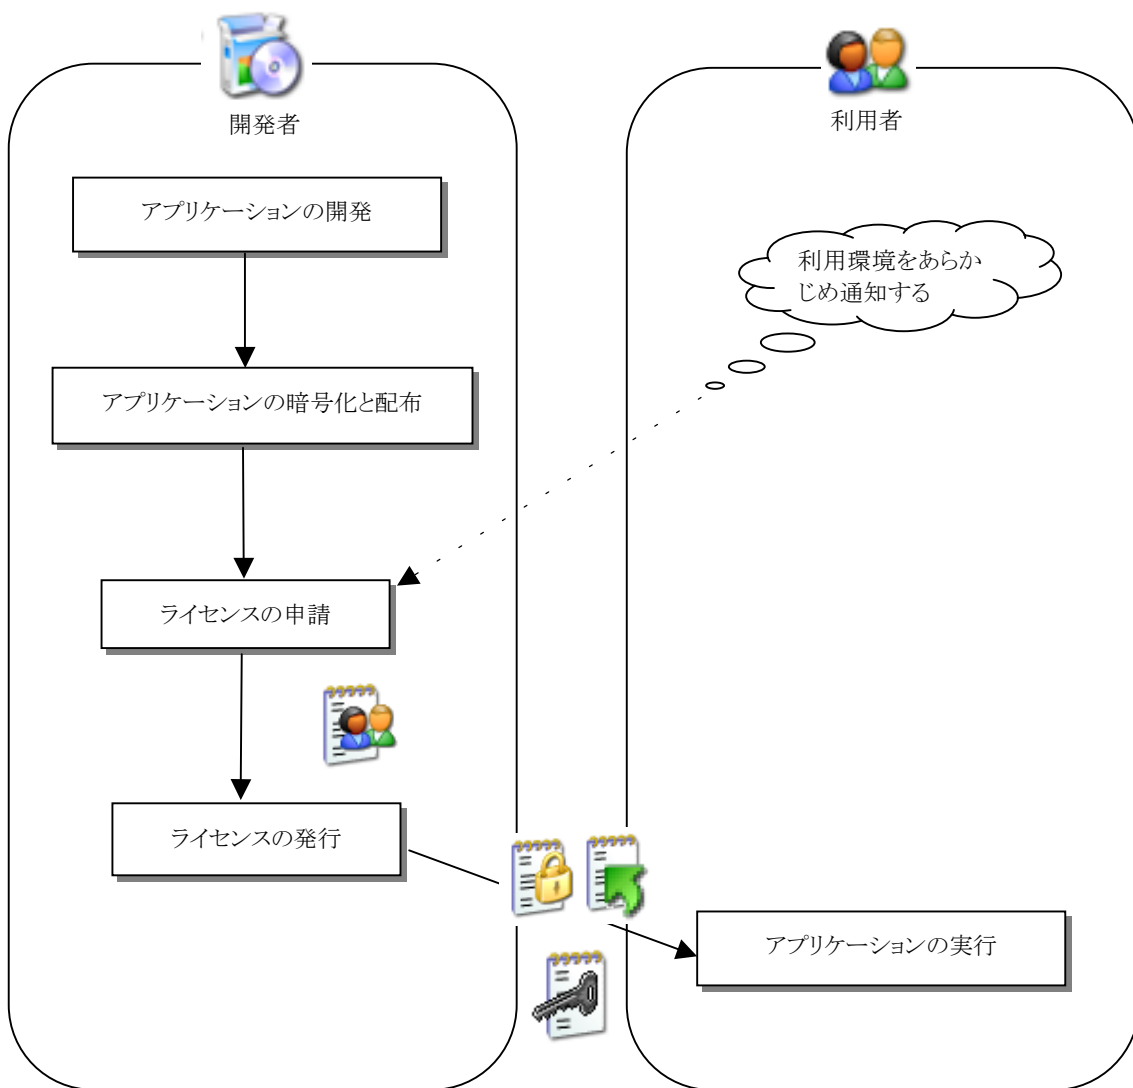 開発者
利用者
アプリケーションの開発
利用環境をあらか
じめ通知する
アプリケーションの暗号化と配布
ライセンスの申請
ライセンスの発行
アプリケーションの実行